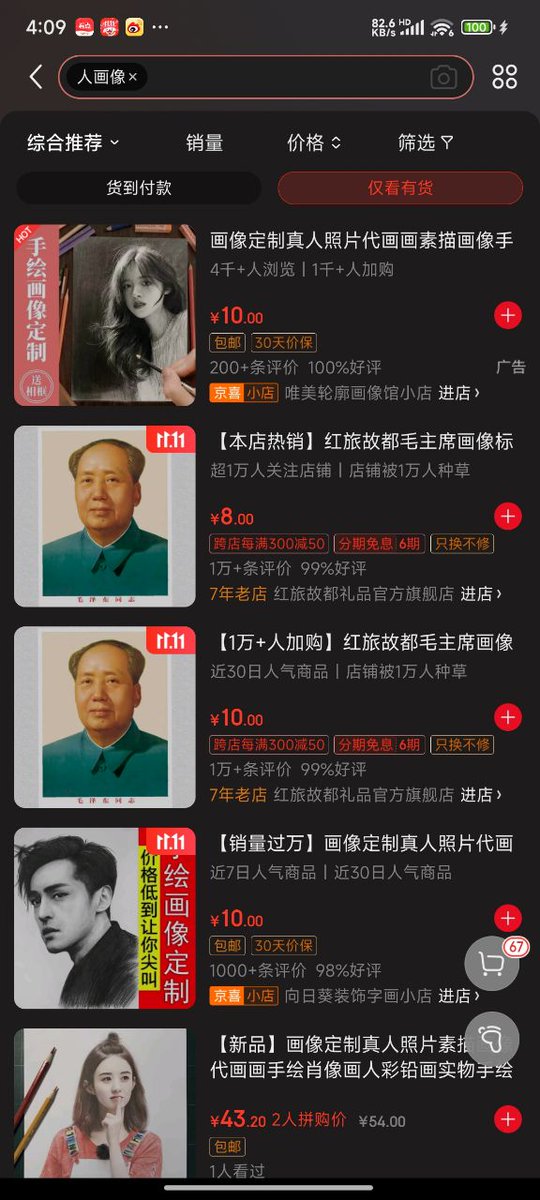 4:09
82.6 KB/s HD
100
人画像×
综合推荐
销量
价格
筛选
货到付款
仅看有货
HOT
手绘画像定制
送相框
画像定制真人照片代画画素描画像手
4千+人浏览 | 1千+人加购
¥10.00
包邮 30天价保
200+条评价 100%好评
广告
京喜小店 唯美轮廓画像馆小店 进店›
11.11
毛泽东同志
【本店热销】红旅故都毛主席画像标
超1万人关注店铺 | 店铺被1万人种草
¥8.00
跨店每满300减50 分期免息 6期 只换不修
1万+条评价 99%好评
7年老店 红旅故都礼品官方旗舰店 进店›
11.11
毛泽东同志
【1万+人加购】红旅故都毛主席画像
近30日人气商品 | 店铺被1万人种草
¥10.00
跨店每满300减50 分期免息 6期 只换不修
1万+条评价 99%好评
7年老店 红旅故都礼品官方旗舰店 进店›
11.11
手绘画像定制
价格低到让你尖叫
【销量过万】画像定制真人照片代画
近7日人气商品 | 近30日人气商品
¥10.00
包邮 30天价保
1000+条评价 98%好评
京喜小店 向日葵装饰字画小店 进店›
67
【新品】画像定制真人照片素描
代画画手绘肖像画人彩铅画实物手绘
¥43.20 2人拼购价 ¥54.00
包邮
1人看过